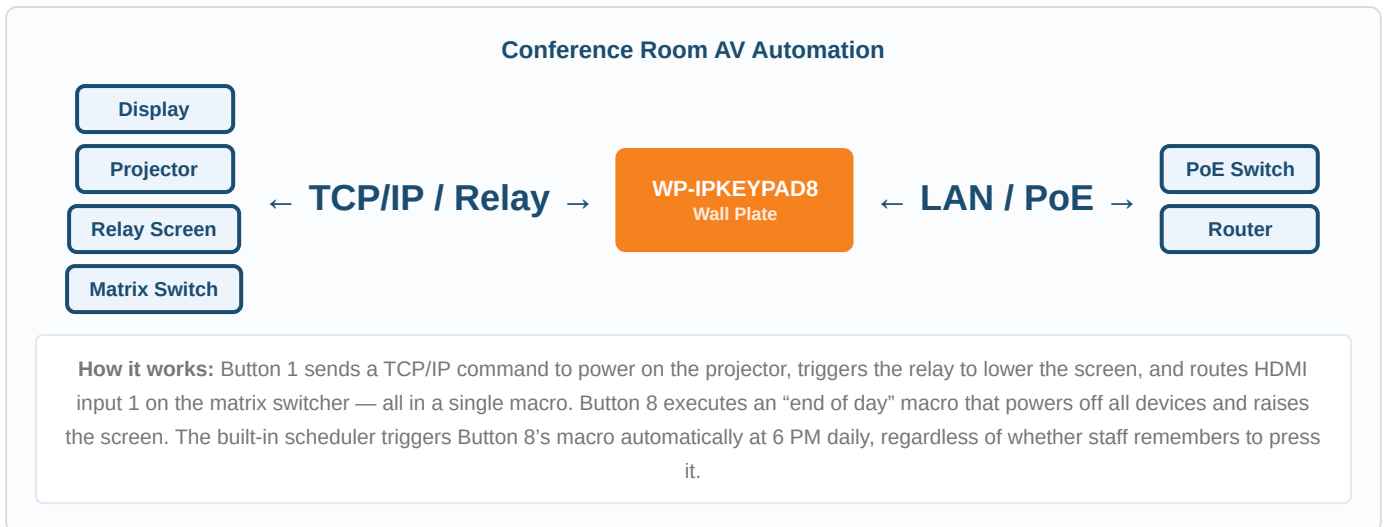 Conference Room AV Automation
Display
Projector
Relay Screen
Matrix Switch
← TCP/IP / Relay →
WP-IPKEYPAD8
Wall Plate
← LAN / PoE →
PoE Switch
Router
How it works: Button 1 sends a TCP/IP command to power on the projector, triggers the relay to lower the screen, and routes HDMI
input 1 on the matrix switcher — all in a single macro. Button 8 executes an “end of day” macro that powers off all devices and raises
the screen. The built-in scheduler triggers Button 8’s macro automatically at 6 PM daily, regardless of whether staff remembers to press
it.